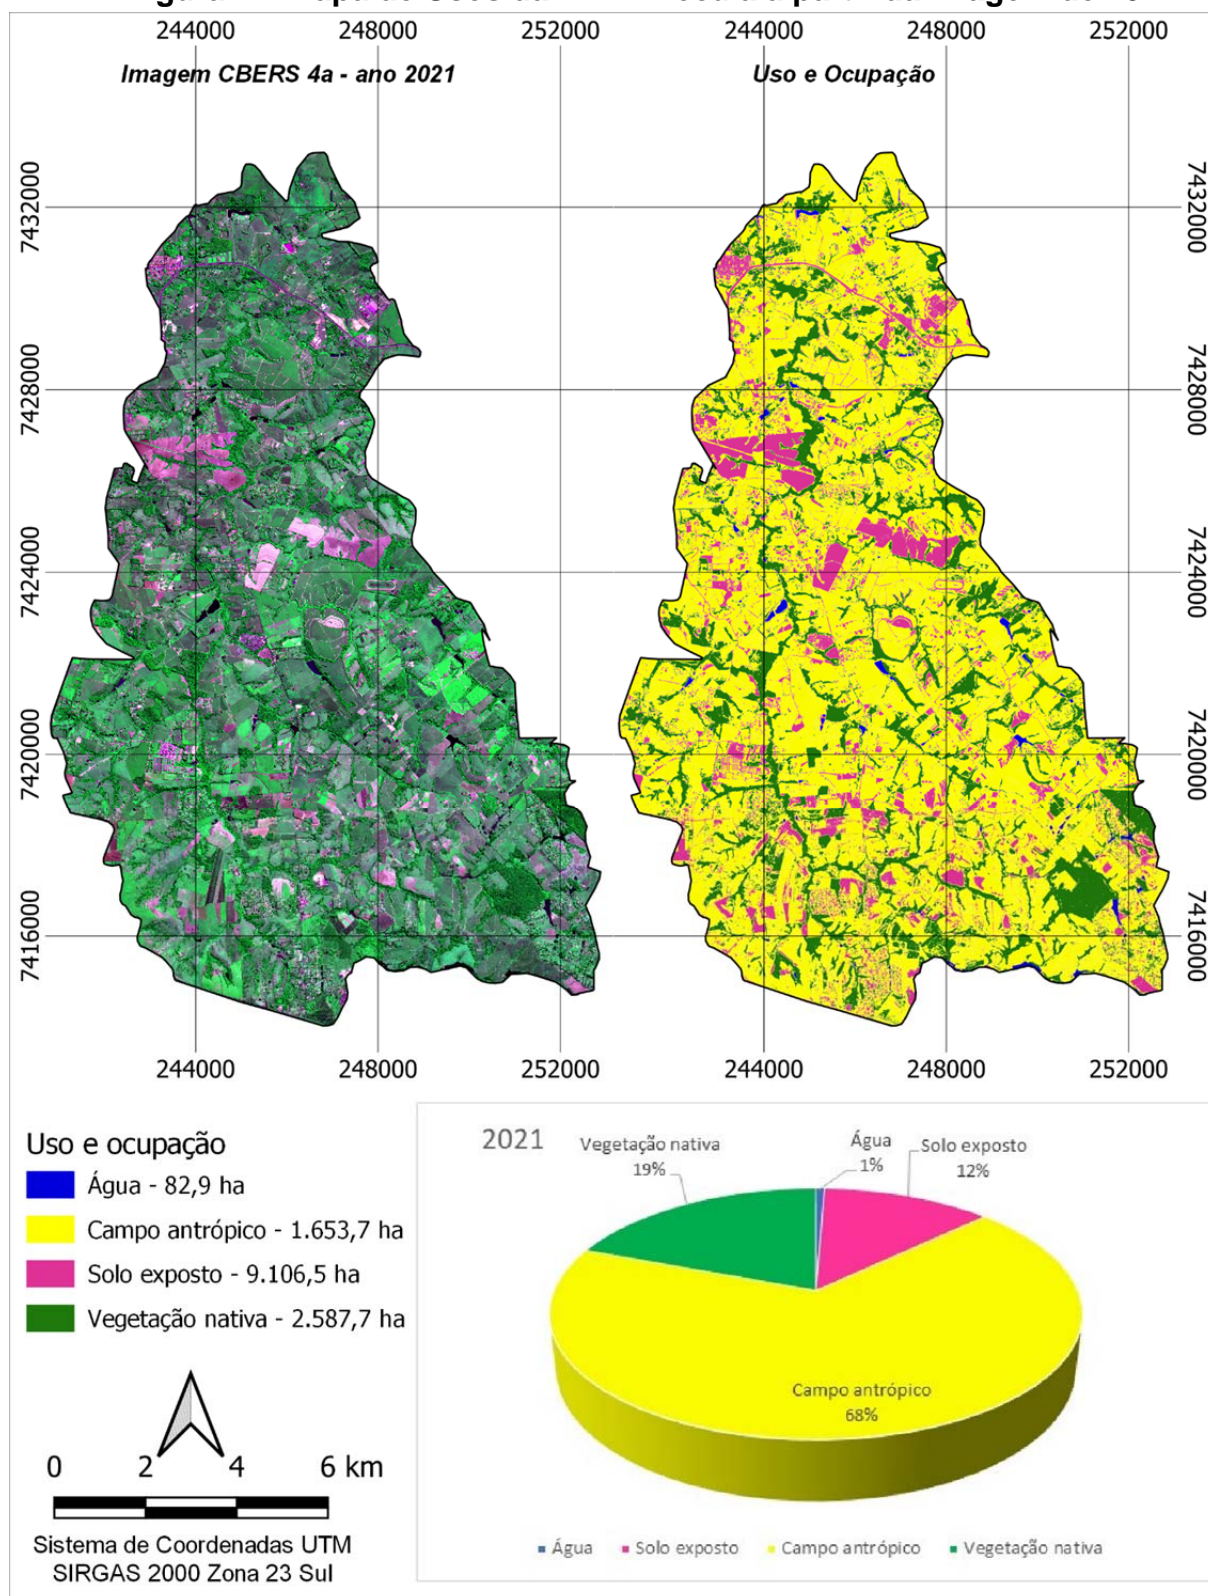 244000 248000 252000 244000 248000 252000
Imagem CBERS 4a - ano 2021 Uso e Ocupação
7432000 7432000
7428000 7428000
7424000 7424000
7420000 7420000
7416000 7416000
244000 248000 252000 244000 248000 252000
Uso e ocupação
Água - 82,9 ha
Campo antrópico - 1.653,7 ha
Solo exposto - 9.106,5 ha
Vegetação nativa - 2.587,7 ha
0 2 4 6 km
Sistema de Coordenadas UTM
SIRGAS 2000 Zona 23 Sul
2021
Vegetação nativa
19%
Água
1%
Solo exposto
12%
Campo antrópico
68%
Água Solo exposto Campo antrópico Vegetação nativa